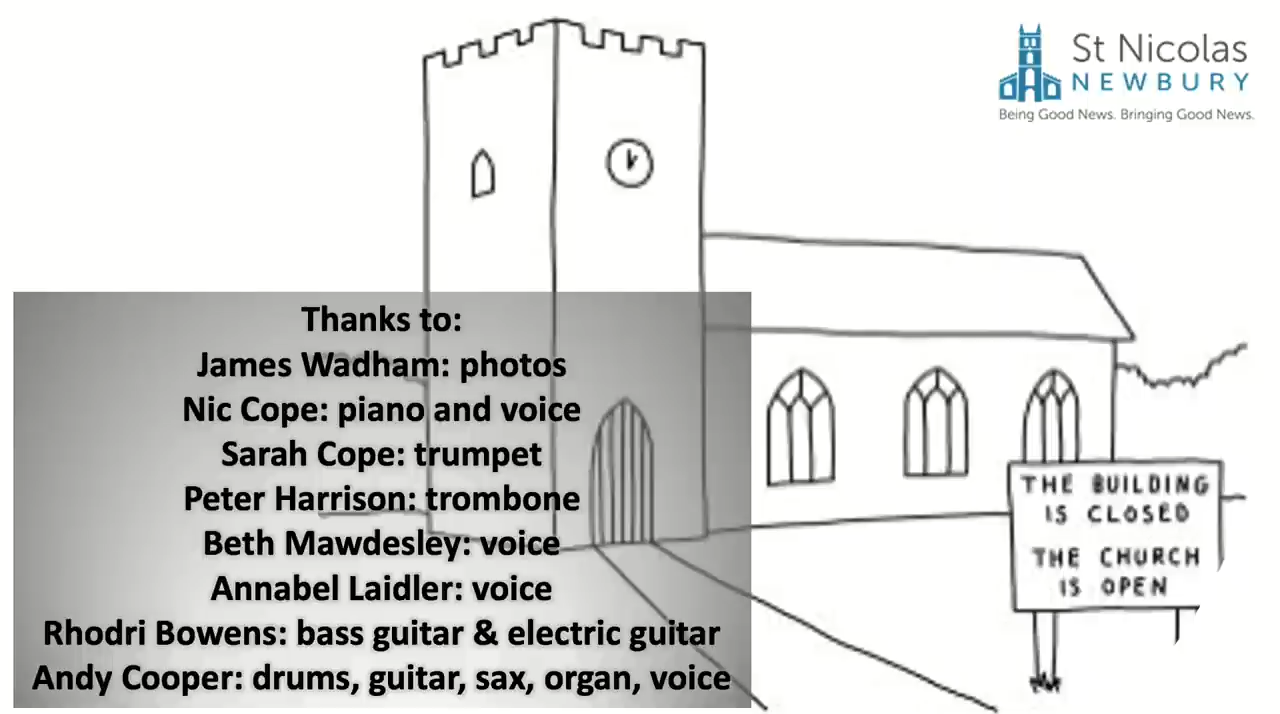 St Nicolas
NEWBURY
Being Good News. Bringing Good News.
Thanks to:
James Wadham: photos
Nic Cope: piano and voice
Sarah Cope: trumpet
Peter Harrison: trombone
Beth Mawdesley: voice
Annabel Laidler: voice
Rhodri Bowens: bass guitar & electric guitar
Andy Cooper: drums, guitar, sax, organ, voice
THE BUILDING
IS CLOSED
THE CHURCH
IS OPEN